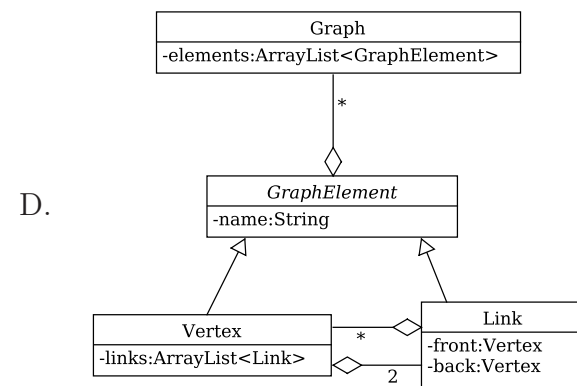 Graph
-elements:ArrayList<GraphElement>
*
D.
GraphElement
-name:String
Vertex
-links:ArrayList<Link>
*
2
Link
-front:Vertex
-back:Vertex